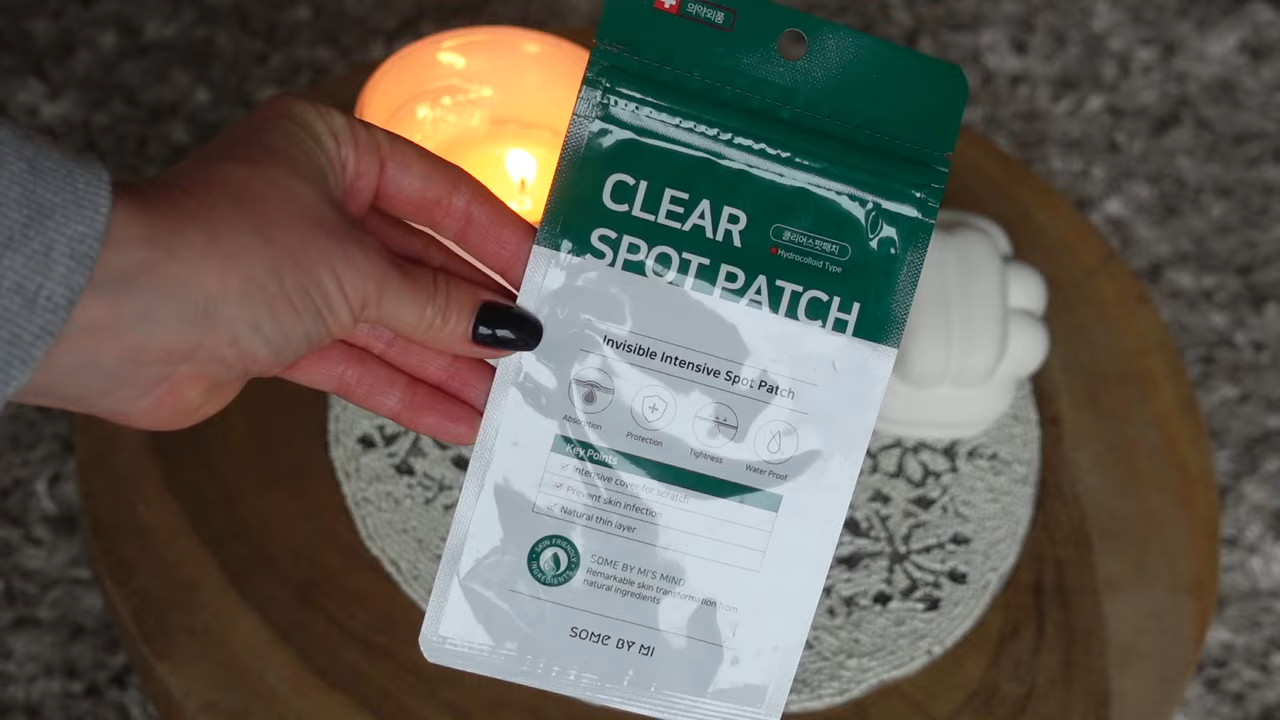 의약외품
CLEAR
SPOT PATCH
클리어스팟패치
Hydrocolloid Type
Invisible Intensive Spot Patch
Absorption
Protection
Tightness
Water Proof
Key Points
Intensive cover for scratch
Prevent skin infection
Natural thin layer
SKIN FRIENDLY
INGREDIENTS
SOME BY MI'S MIND
Remarkable skin transformation from
natural ingredients
SOME BY MI